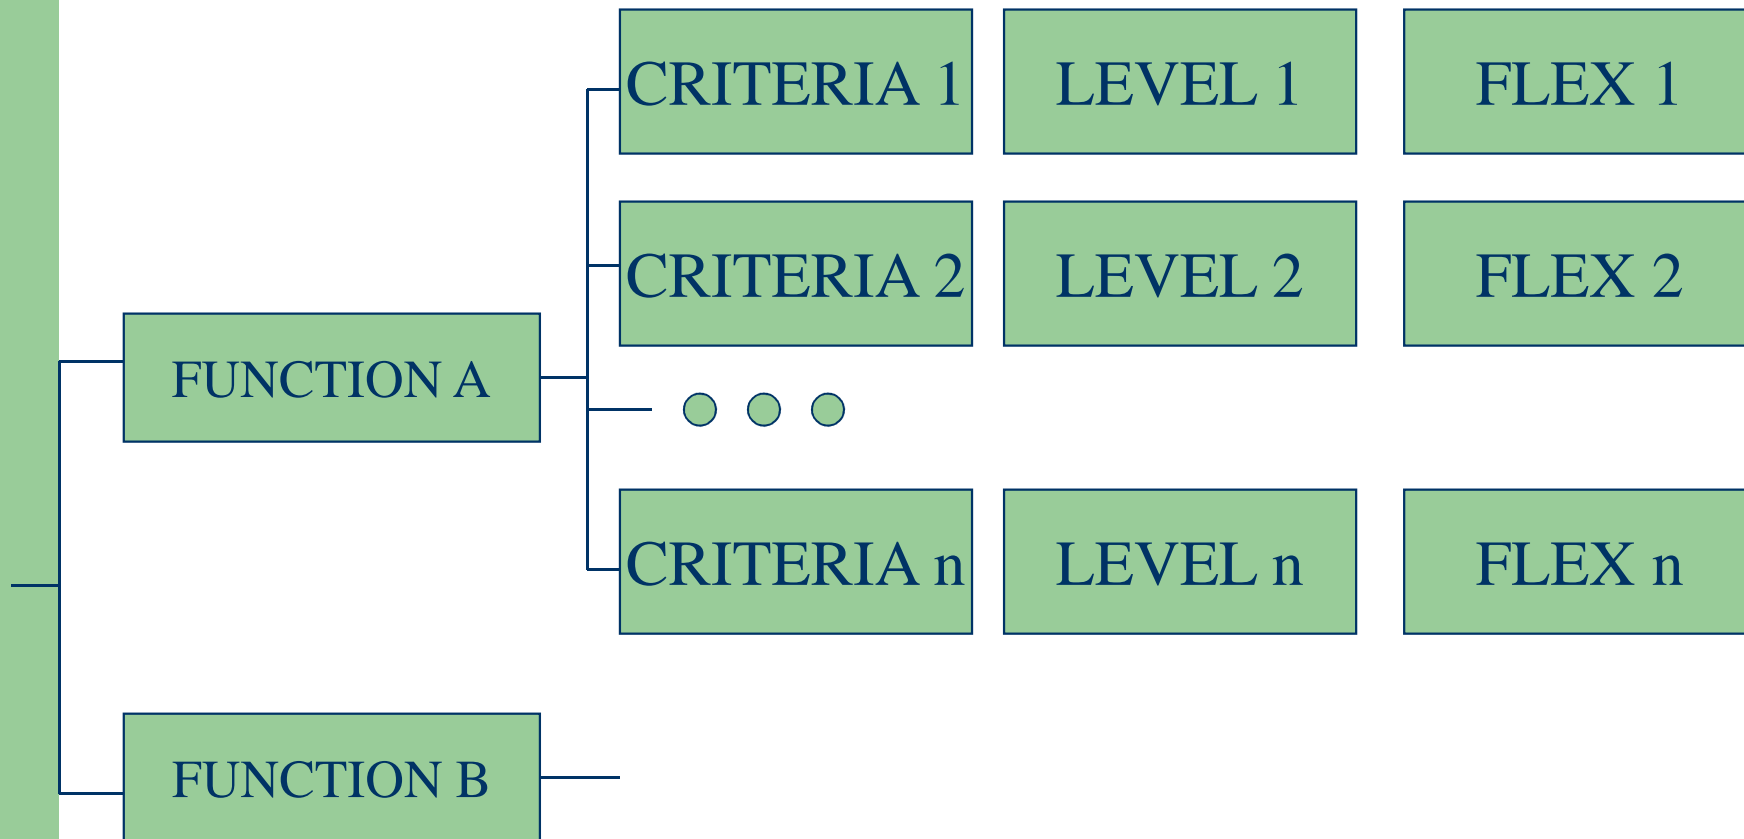 CRITERIA 1 LEVEL 1 FLEX 1
CRITERIA 2 LEVEL 2 FLEX 2
FUNCTION A
CRITERIA n LEVEL n FLEX n
FUNCTION B